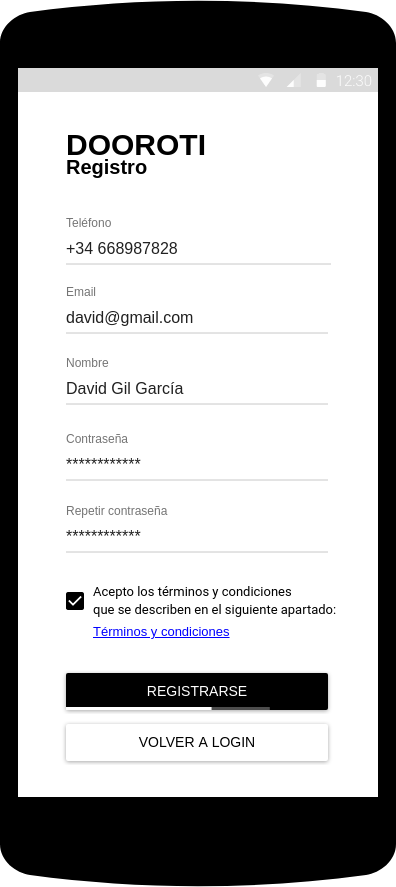 12:30
DOOROTI
Registro
Teléfono
+34 668987828
Email
david@gmail.com
Nombre
David Gil García
Contraseña
************
Repetir contraseña
************
Acepto los términos y condiciones
que se describen en el siguiente apartado:
Términos y condiciones
REGISTRARSE
VOLVER A LOGIN